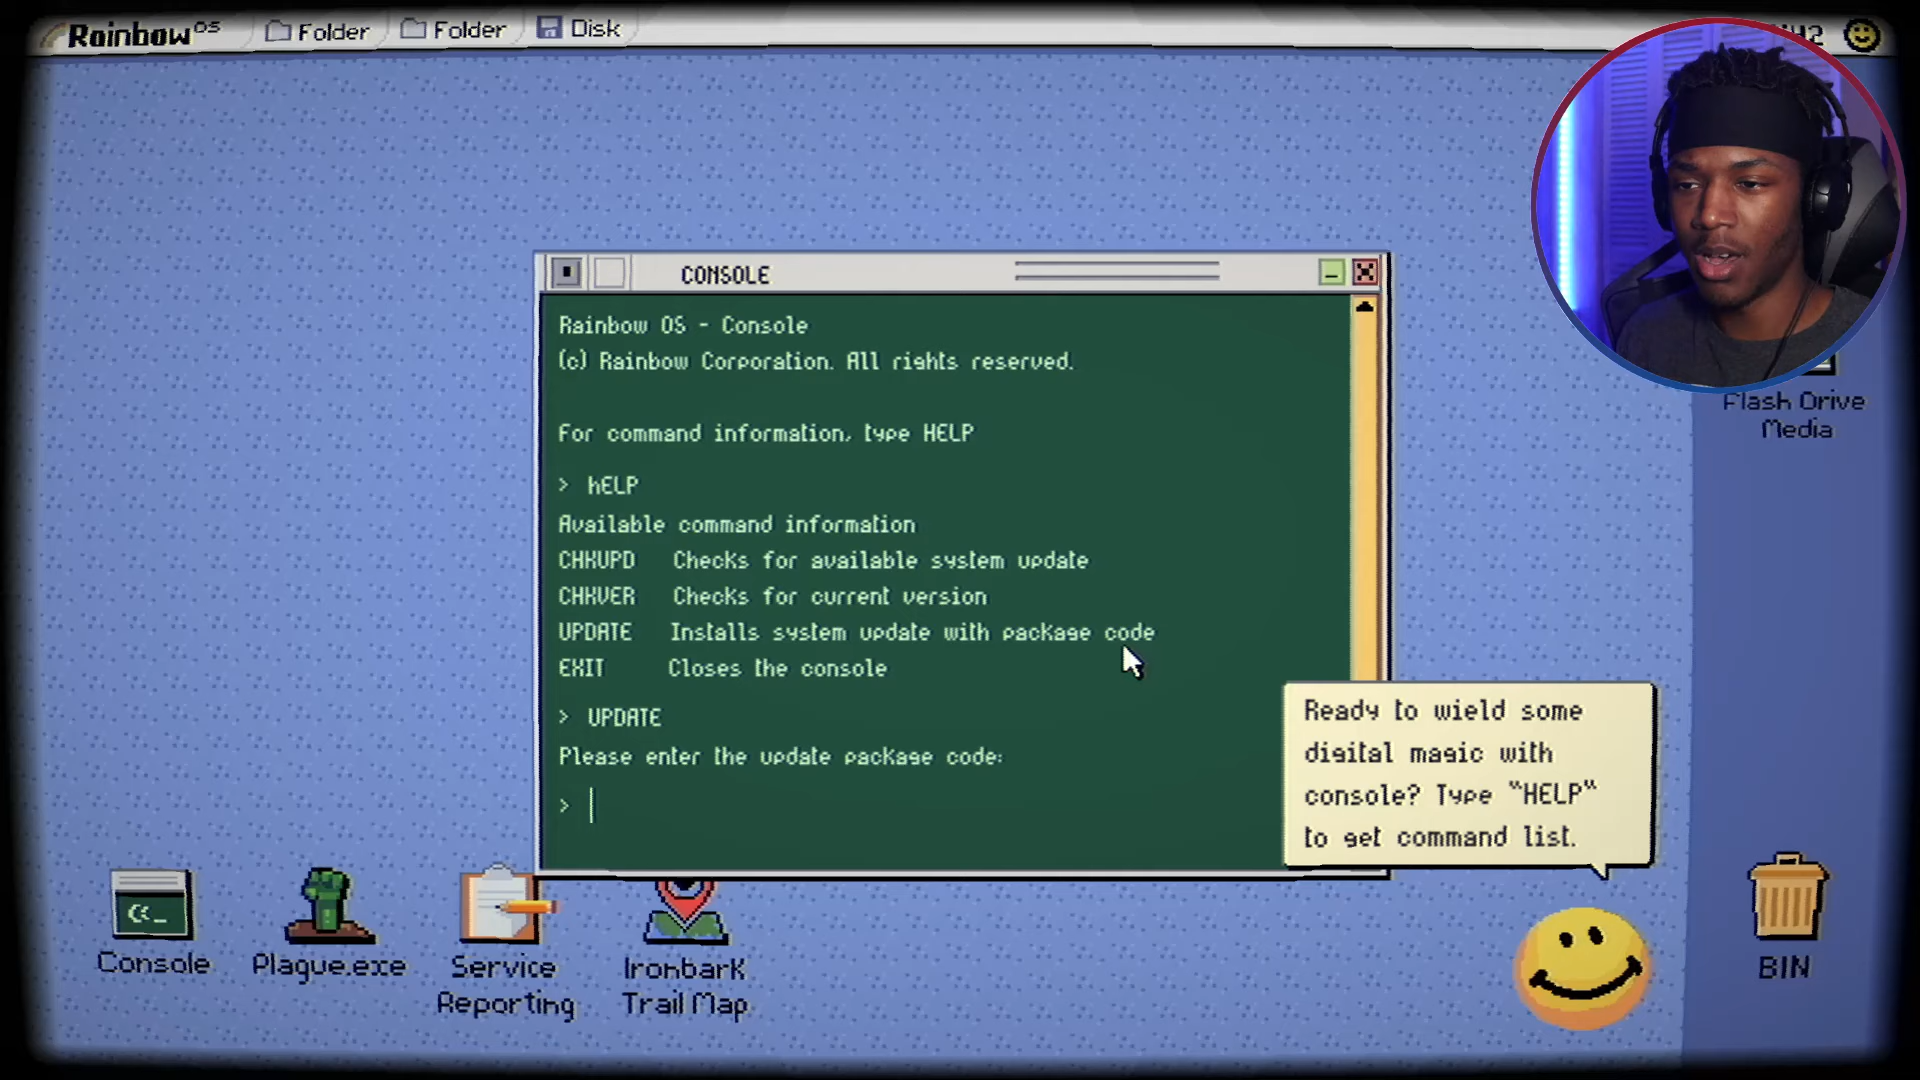 Rainbow OS
Folder
Folder
Disk
CONSOLE
Rainbow OS - Console
(c) Rainbow Corporation. All rights reserved.
For command information, type HELP
> hELP
Available command information
CHKUPD Checks for available system update
CHKVER Checks for current version
UPDATE Installs system update with package code
EXIT Closes the console
> UPDATE
Please enter the update package code:
>
Ready to wield some
digital magic with
console? Type "HELP"
to get command list.
Flash Drive
Media
Console
Plague.exe
Service
Reporting
Ironbark
Trail Map
BIN